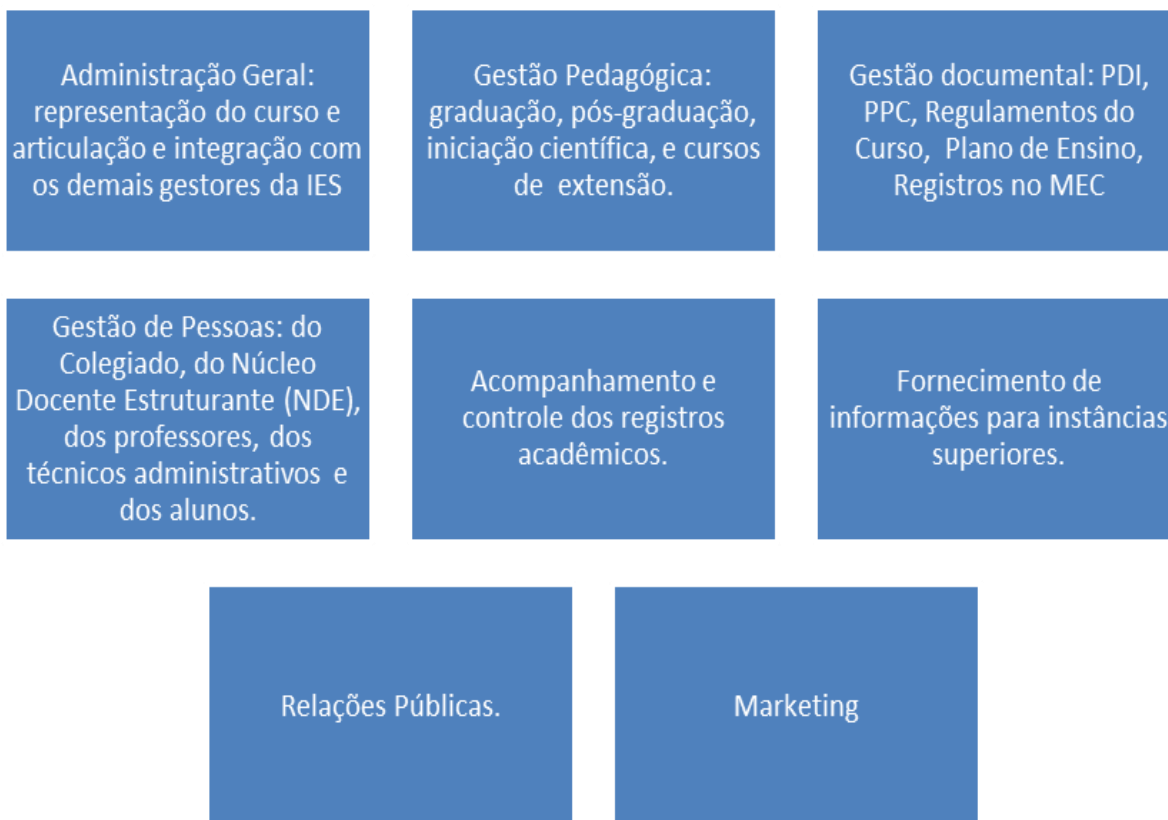 Administração Geral:
representação do curso e
articulação e integração com
os demais gestores da IES
Gestão Pedagógica:
graduação, pós-graduação,
iniciação científica, e cursos
de extensão.
Gestão documental: PDI,
PPC, Regulamentos do
Curso, Plano de Ensino,
Registros no MEC
Gestão de Pessoas: do
Colegiado, do Núcleo
Docente Estruturante (NDE),
dos professores, dos
técnicos administrativos e
dos alunos.
Acompanhamento e
controle dos registros
acadêmicos.
Fornecimento de
informações para instâncias
superiores.
Relações Públicas.
Marketing